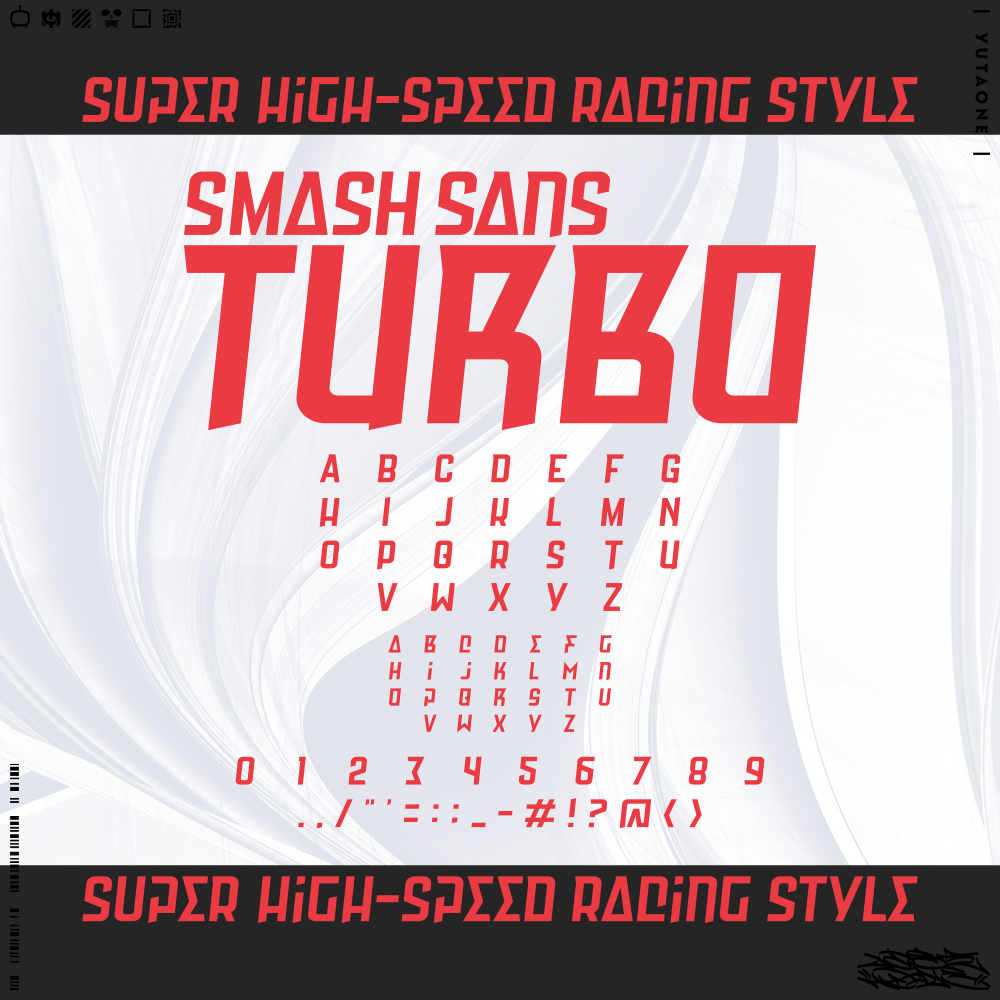 SUPER HiGH-SPEED RACiNG STYLE
YUTAONE
SMASH SANS
TURBO
A B C D E F G
H I J K L M N
O P Q R S T U
V W X Y Z
A B C D E F G
H i j K L M N
O P Q R S T U
V W X Y Z
0 1 2 3 4 5 6 7 8 9
. , / " ' = : ; _ - # ! ? @ ( )
SUPER HiGH-SPEED RACiNG STYLE